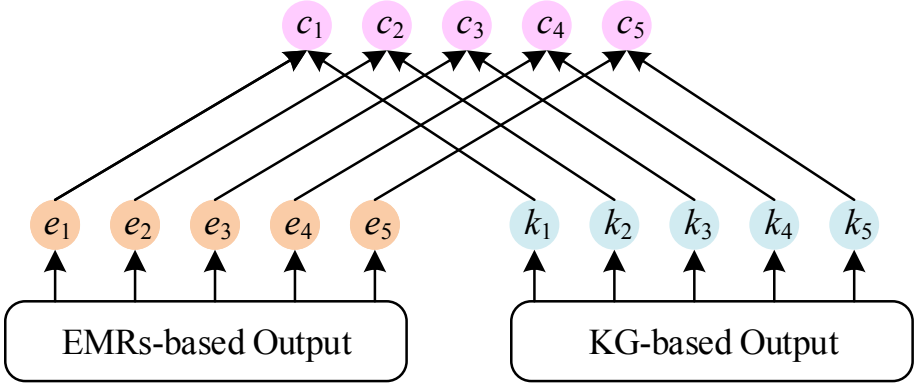 c1 c2 c3 c4 c5
e1 e2 e3 e4 e5 k1 k2 k3 k4 k5
EMRs-based Output KG-based Output